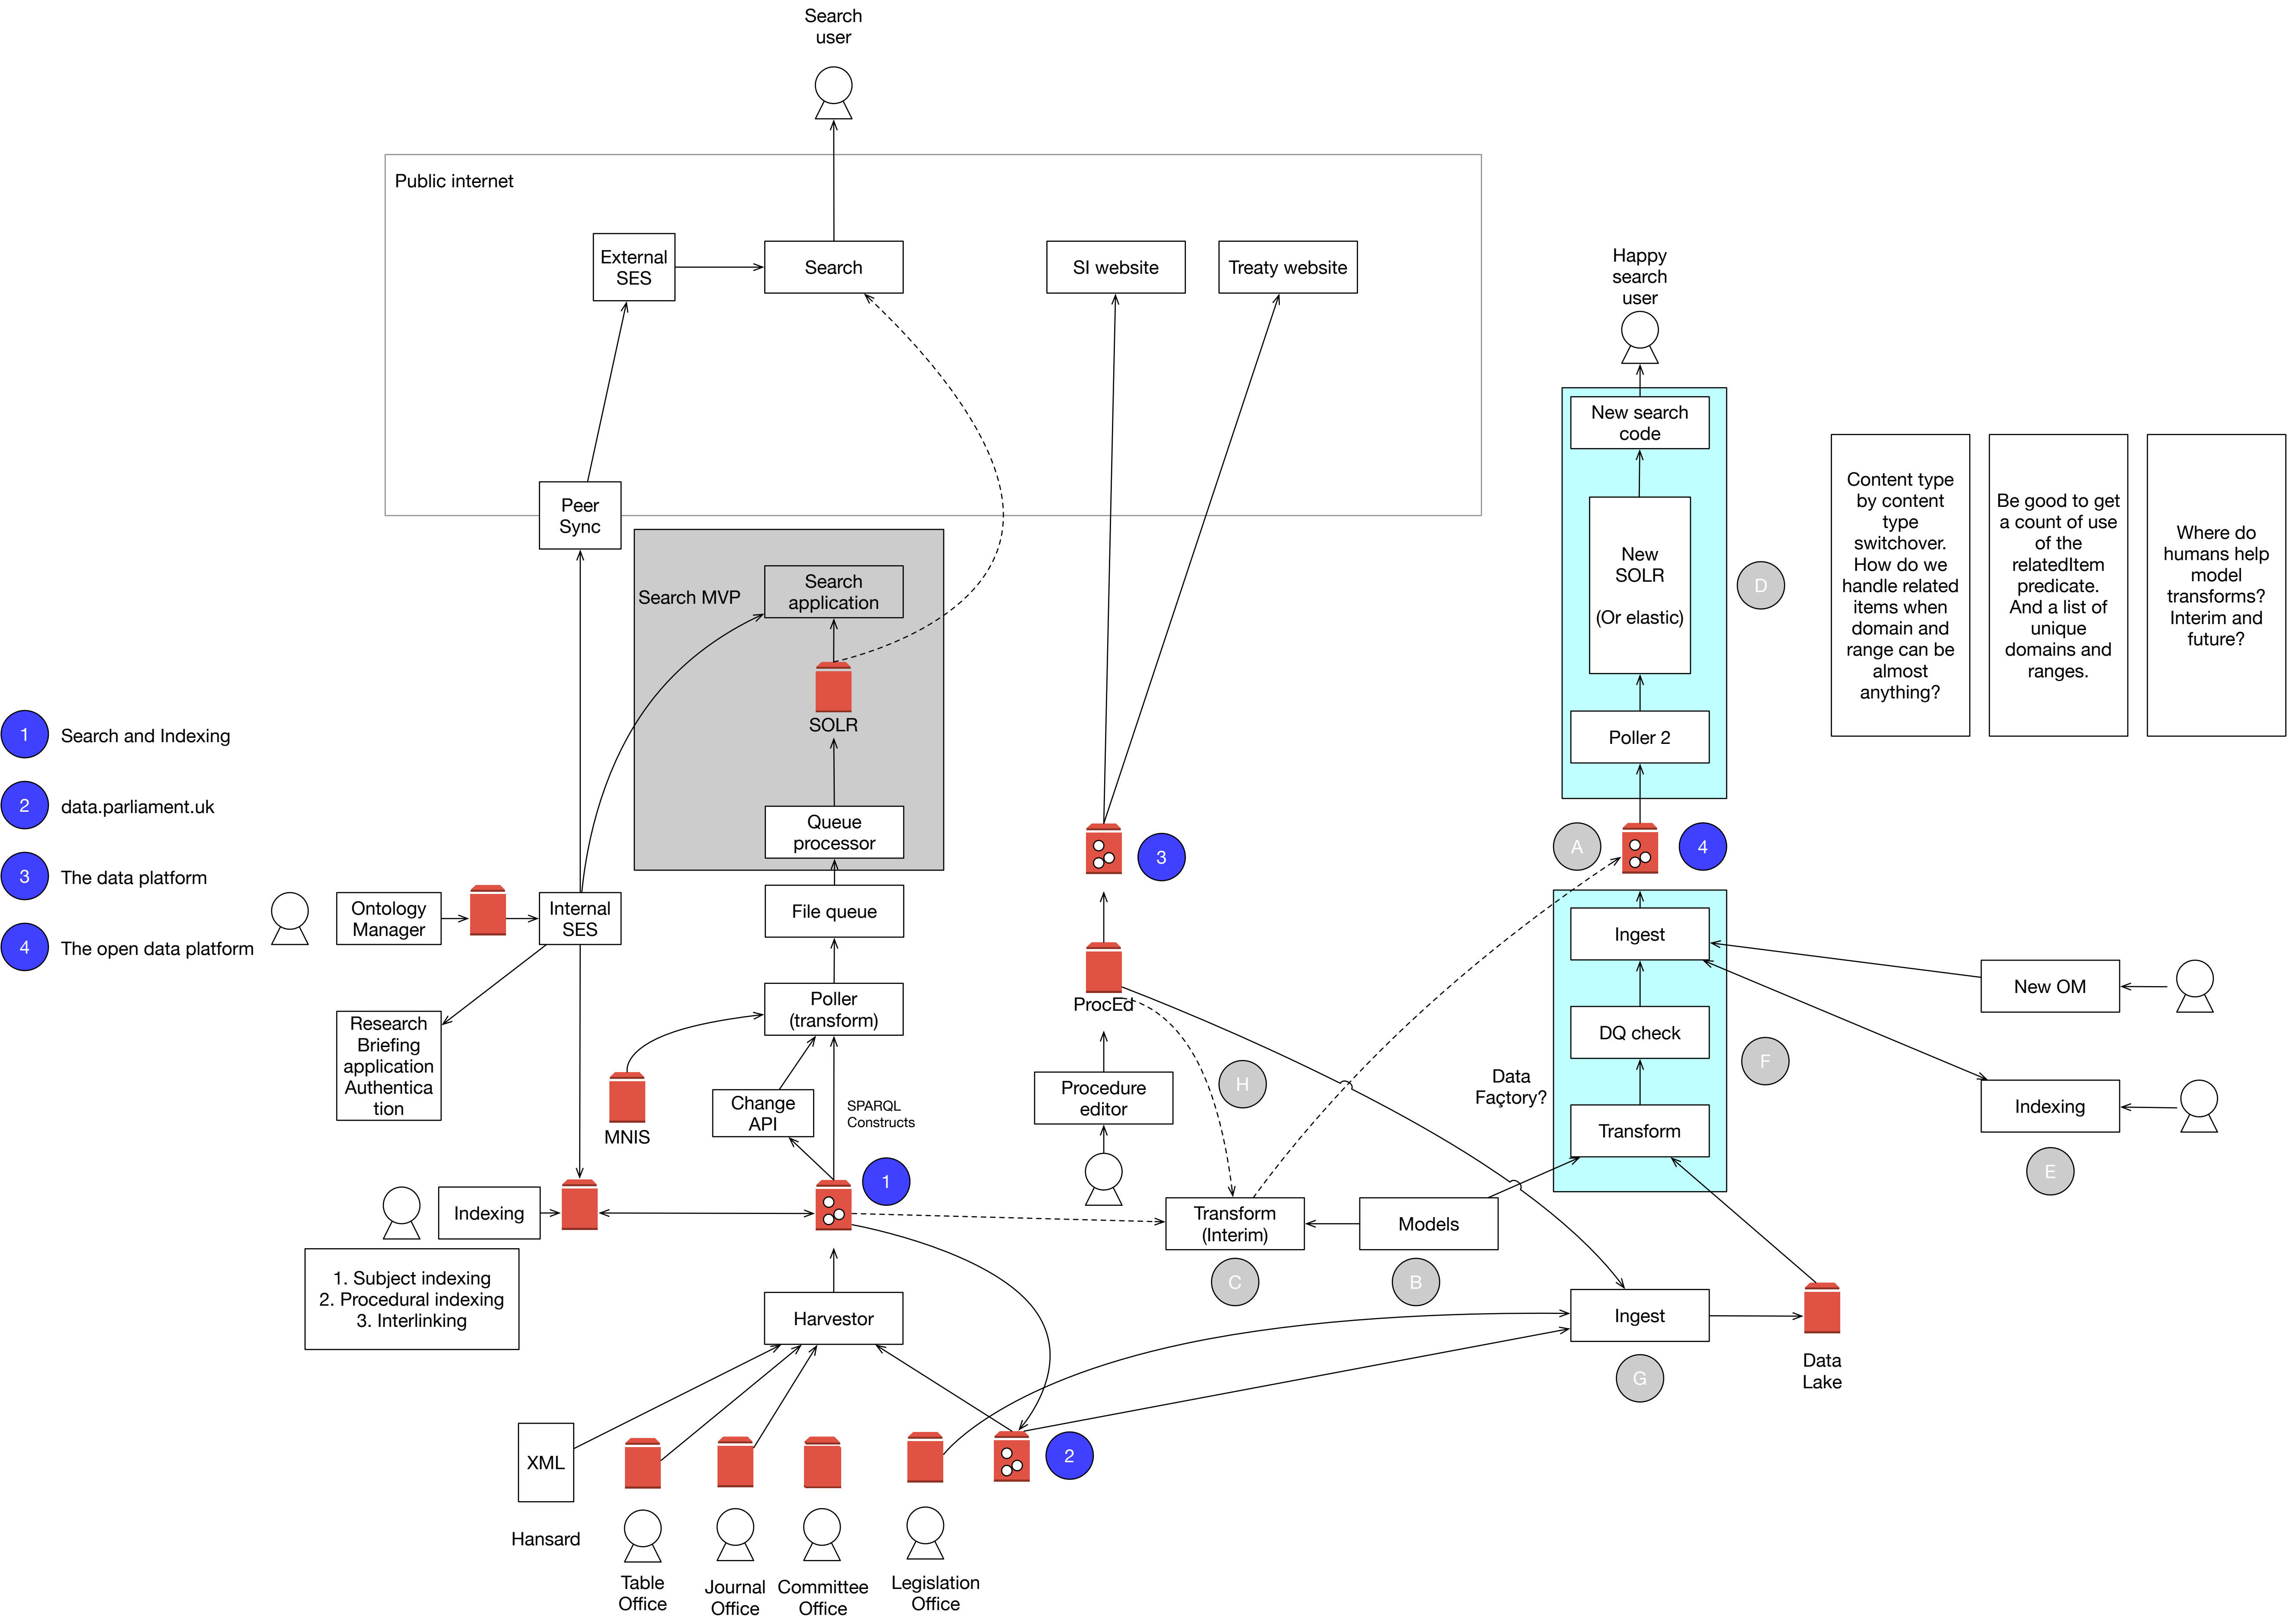 Search
user
Public internet
External
SES
Search
SI website
Treaty website
Happy
search
user
New search
code
Peer
Sync
Search MVP
Search
application
SOLR
Queue
processor
New
SOLR
(Or elastic)
D
Poller 2
Content type
by content
type
switchover.
How do we
handle related
items when
domain and
range can be
almost
anything?
Be good to get
a count of use
of the
relatedItem
predicate.
And a list of
unique
domains and
ranges.
Where do
humans help
model
transforms?
Interim and
future?
1
Search and Indexing
2
data.parliament.uk
3
The data platform
4
The open data platform
3
A
4
Ontology
Manager
Internal
SES
File queue
Ingest
New OM
ProcEd
Research
Briefing
application
Authentica
tion
Poller
(transform)
MNIS
Change
API
SPARQL
Constructs
Procedure
editor
H
DQ check
F
Data
Façtory?
Transform
Indexing
E
1
Indexing
Transform
(Interim)
Models
C
B
1. Subject indexing
2. Procedural indexing
3. Interlinking
Harvestor
Ingest
G
Data
Lake
XML
Hansard
2
Table
Office
Journal
Office
Committee
Office
Legislation
Office